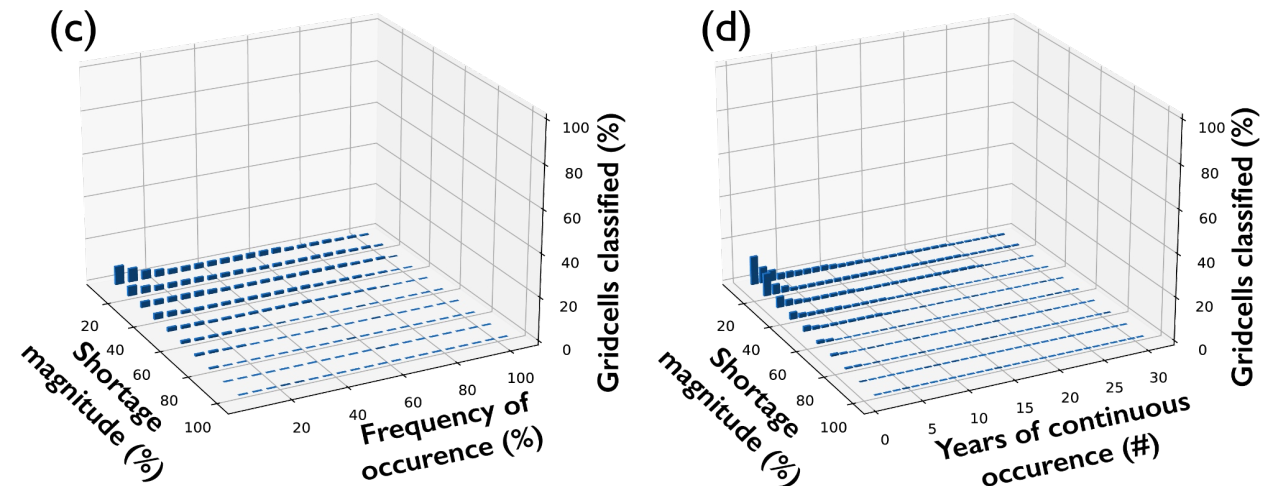 (c)
100
80
60
40
20
0
Gridcells classified (%)
20
40
60
80
100
Shortage
magnitude (%)
20
40
60
80
100
Frequency of
occurence (%)
(d)
100
80
60
40
20
0
Gridcells classified (%)
20
40
60
80
100
Shortage
magnitude (%)
0
5
10
15
20
25
30
Years of continuous
occurence (#)